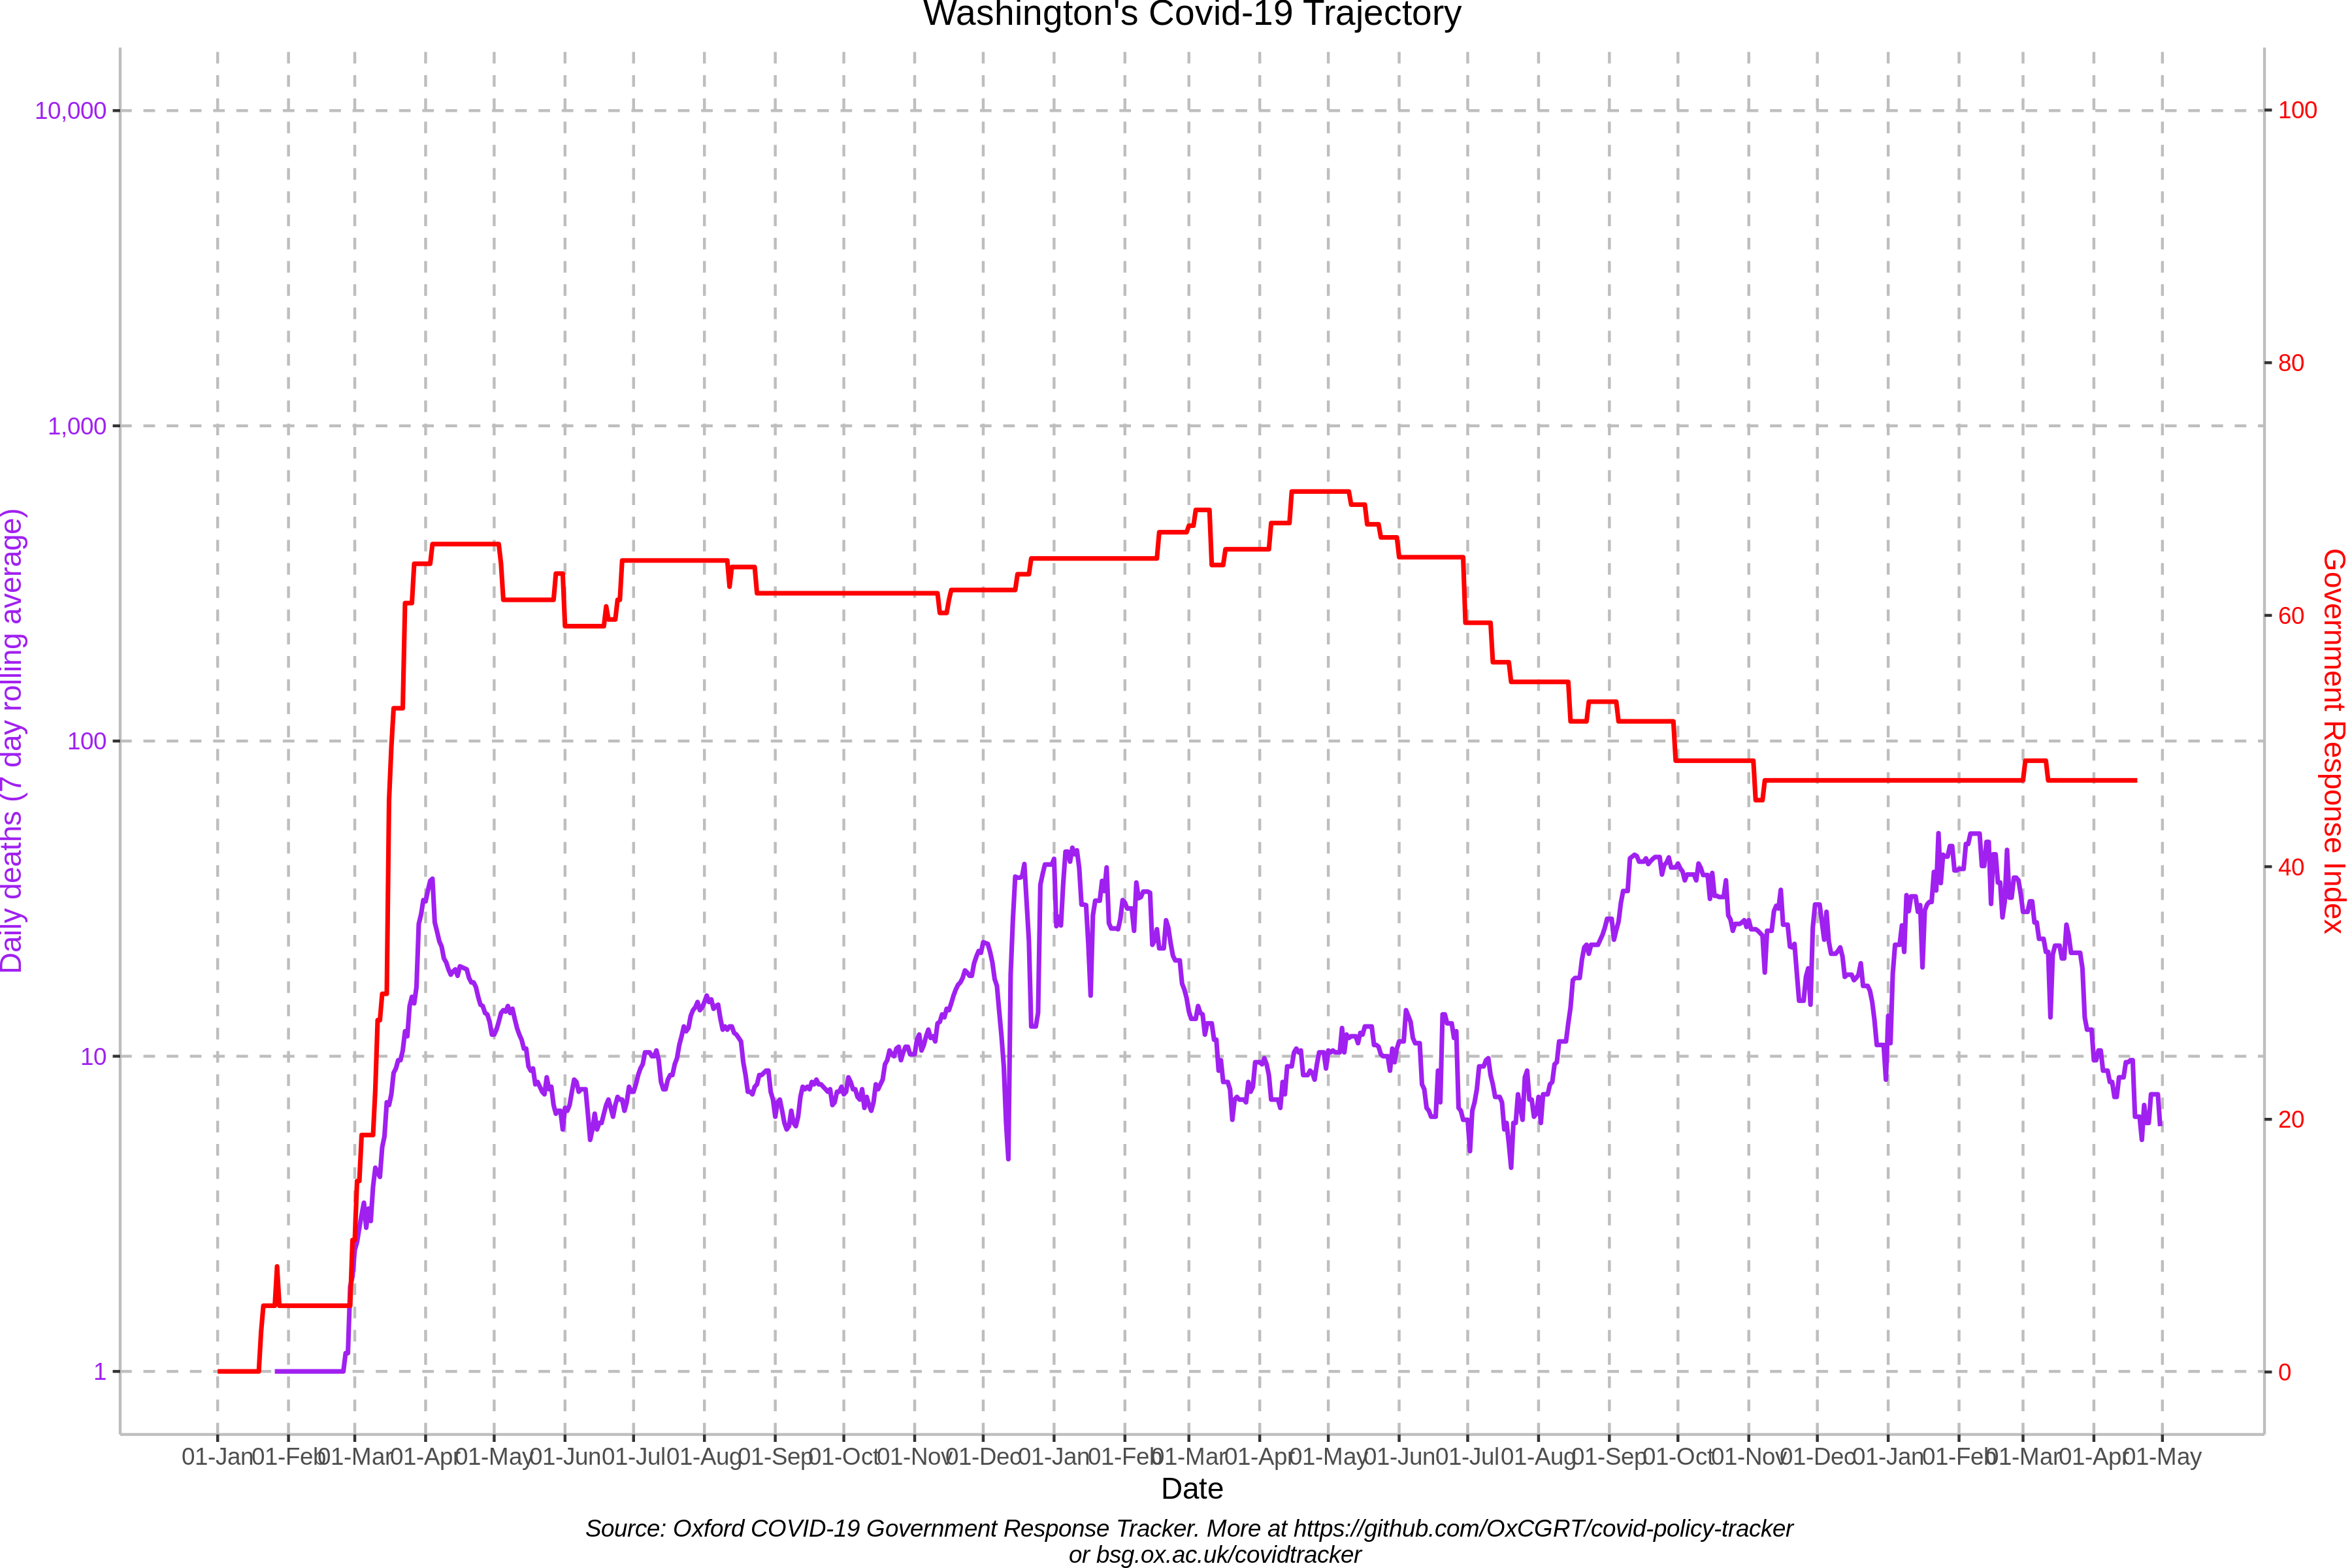 Washington's Covid-19 Trajectory
10,000
1,000
100
10
1
Daily deaths (7 day rolling average)
100
80
60
40
20
0
Government Response Index
01-Jan 01-Feb 01-Mar 01-Apr 01-May 01-Jun 01-Jul 01-Aug 01-Sep 01-Oct 01-Nov 01-Dec 01-Jan 01-Feb 01-Mar 01-Apr 01-May 01-Jun 01-Jul 01-Aug 01-Sep 01-Oct 01-Nov 01-Dec 01-Jan 01-Feb 01-Mar 01-Apr 01-May
Date
Source: Oxford COVID-19 Government Response Tracker. More at https://github.com/OxCGRT/covid-policy-tracker
or bsg.ox.ac.uk/covidtracker